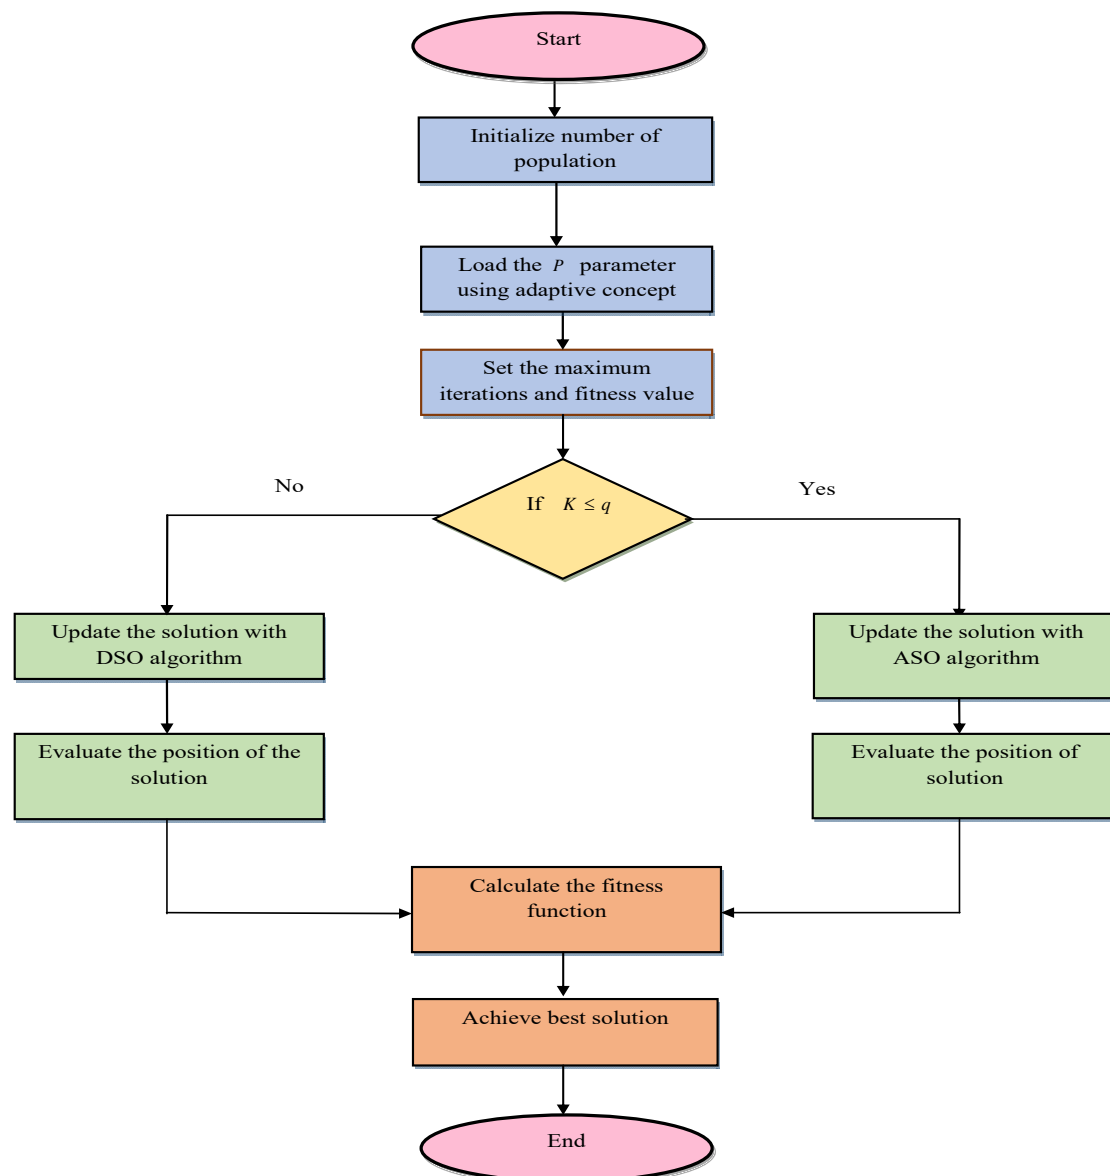 Start
Initialize number of
population
Load the P parameter
using adaptive concept
Set the maximum
iterations and fitness value
If K ≤ q
No
Yes
Update the solution with
DSO algorithm
Update the solution with
ASO algorithm
Evaluate the position of the
solution
Evaluate the position of
solution
Calculate the fitness
function
Achieve best solution
End